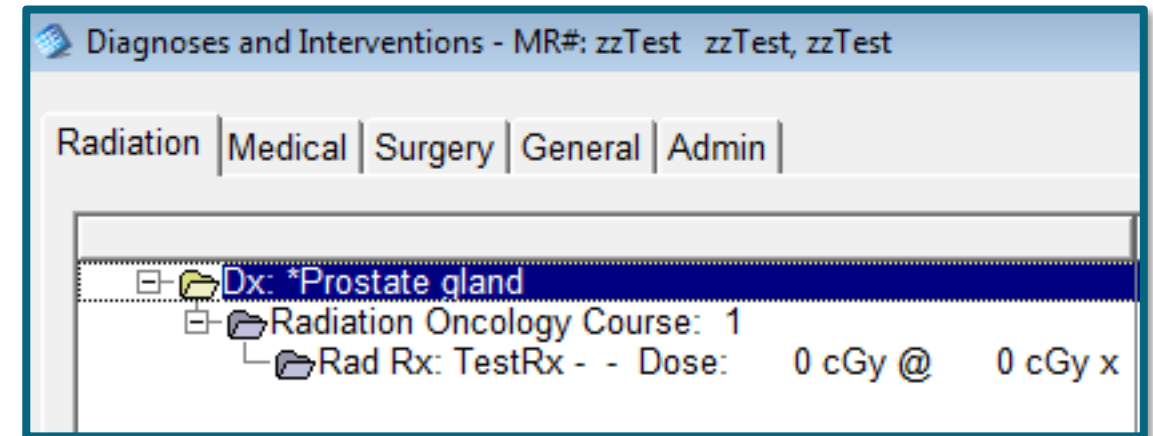 Diagnoses and Interventions - MR#: zzTest zzTest, zzTest
Radiation Medical Surgery General Admin
Dx: *Prostate gland
Radiation Oncology Course: 1
Rad Rx: TestRx - - Dose: 0 cGy @ 0 cGy x